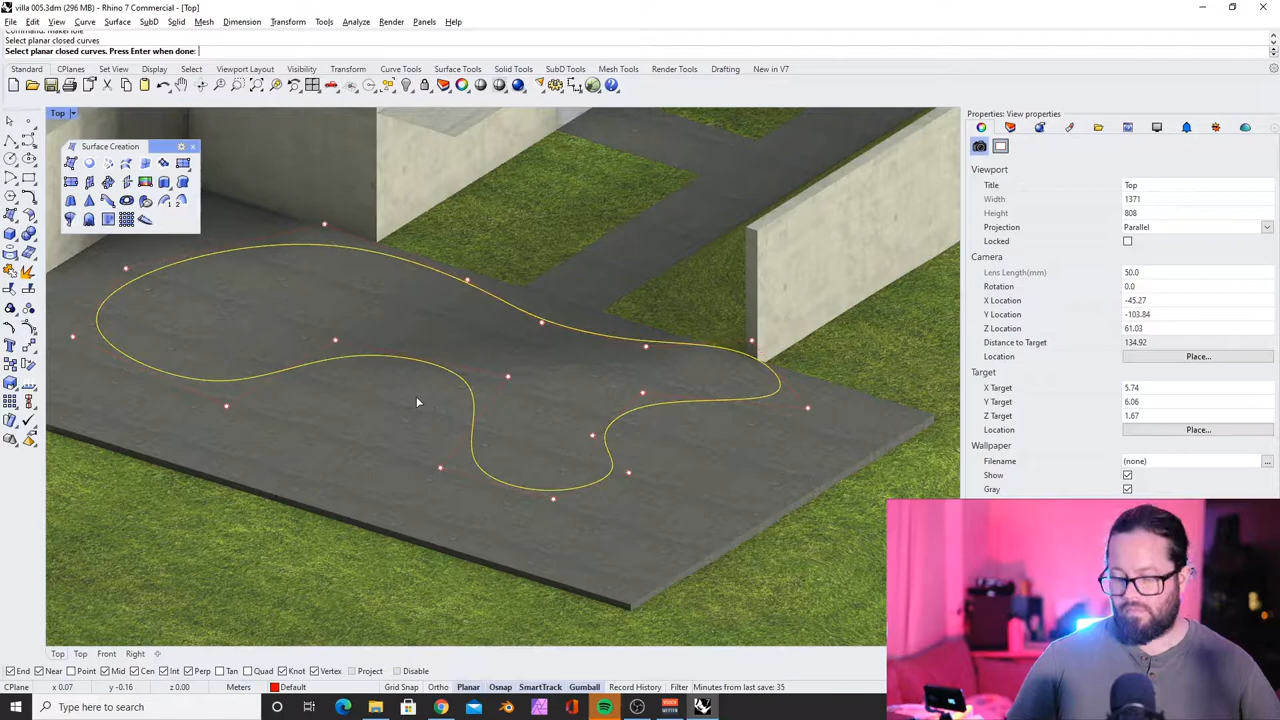 villa 005.3dm (296 MB) - Rhino 7 Commercial - [Top]
File Edit View Curve Surface SubD Solid Mesh Dimension Transform Tools Analyze Render Panels Help
Select planar closed curves
Select planar closed curves. Press Enter when done:
Standard CPlanes Set View Display Select Viewport Layout Visibility Transform Curve Tools Surface Tools Solid Tools SubD Tools Mesh Tools Render Tools Drafting New in V7
Top
Surface Creation
Properties: View properties
Viewport
Title Top
Width 1371
Height 808
Projection Parallel
Locked
Camera
Lens Length(mm) 50.0
Rotation 0.0
X Location -45.27
Y Location -103.84
Z Location 61.03
Distance to Target 134.92
Location Place...
Target
X Target 5.74
Y Target 6.06
Z Target 1.67
Location Place...
Wallpaper
Filename (none) ...
Show
Gray
Top Top Front Right
End Near Point Mid Cen Int Perp Tan Quad Knot Vertex Project Disable
CPlane x 0.07 y -0.16 z 0.00 Meters Default Grid Snap Ortho Planar Osnap SmartTrack Gumball Record History Filter Minutes from last save: 35
Type here to search